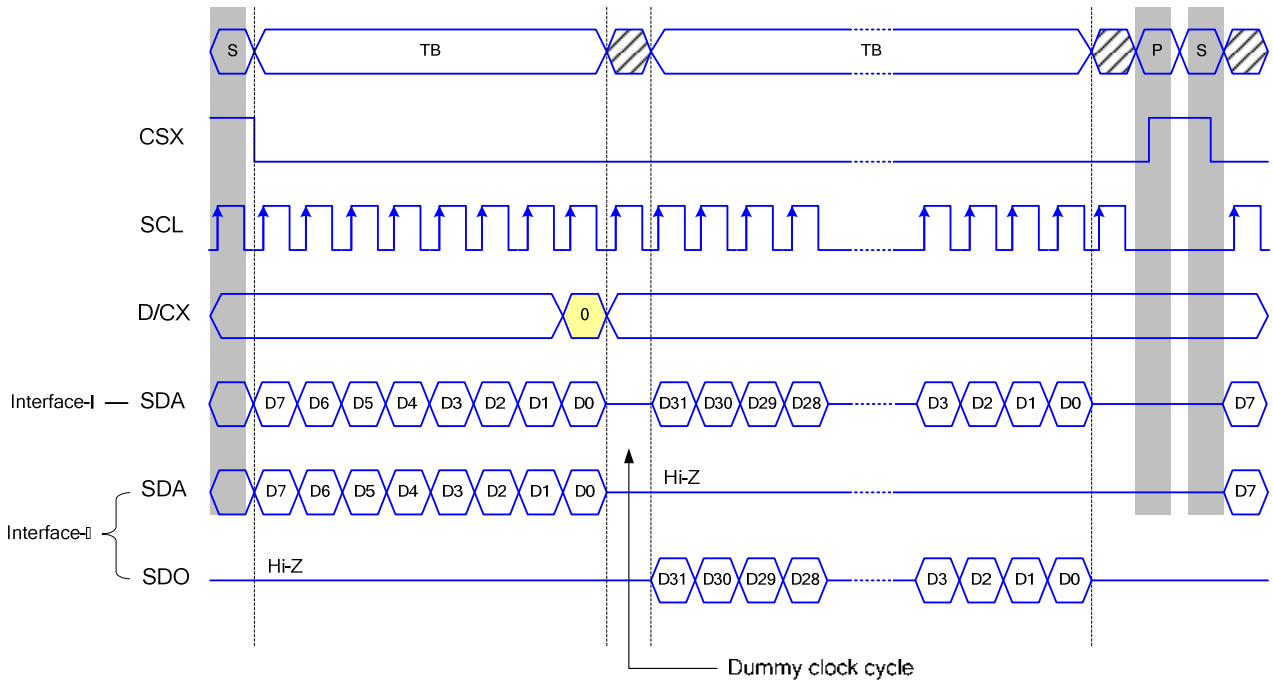 S TB TB P S
CSX
SCL
D/CX 0
Interface-I SDA D7 D6 D5 D4 D3 D2 D1 D0 D31 D30 D29 D28 D3 D2 D1 D0 D7
SDA D7 D6 D5 D4 D3 D2 D1 D0 Hi-Z D7
Interface-▯
SDO Hi-Z D31 D30 D29 D28 D3 D2 D1 D0
Dummy clock cycle